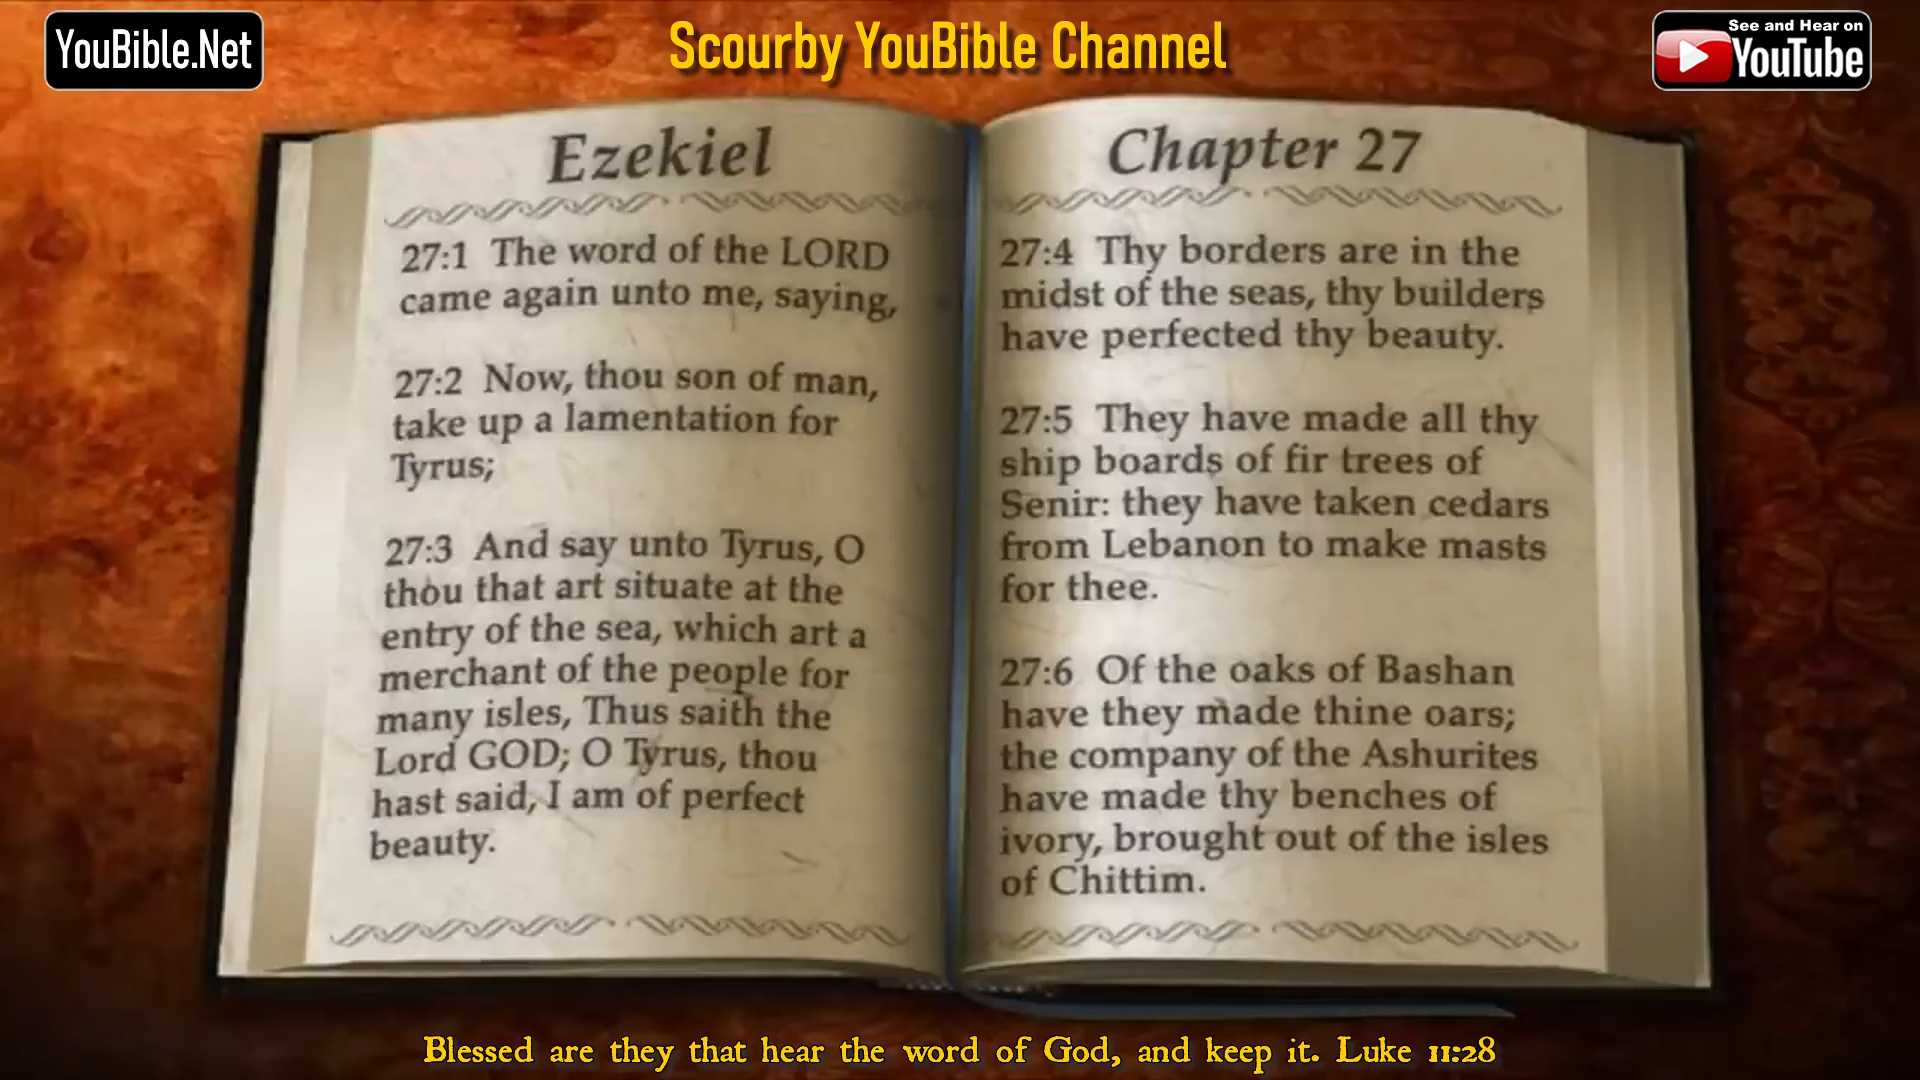 YouBible.Net
Scourby YouBible Channel
See and Hear on
YouTube
Ezekiel
27:1 The word of the LORD
came again unto me, saying,
27:2 Now, thou son of man,
take up a lamentation for
Tyrus;
27:3 And say unto Tyrus, O
thou that art situate at the
entry of the sea, which art a
merchant of the people for
many isles, Thus saith the
Lord GOD; O Tyrus, thou
hast said, I am of perfect
beauty.
Chapter 27
27:4 Thy borders are in the
midst of the seas, thy builders
have perfected thy beauty.
27:5 They have made all thy
ship boards of fir trees of
Senir: they have taken cedars
from Lebanon to make masts
for thee.
27:6 Of the oaks of Bashan
have they made thine oars;
the company of the Ashurites
have made thy benches of
ivory, brought out of the isles
of Chittim.
Blessed are they that hear the word of God, and keep it. Luke 11:28